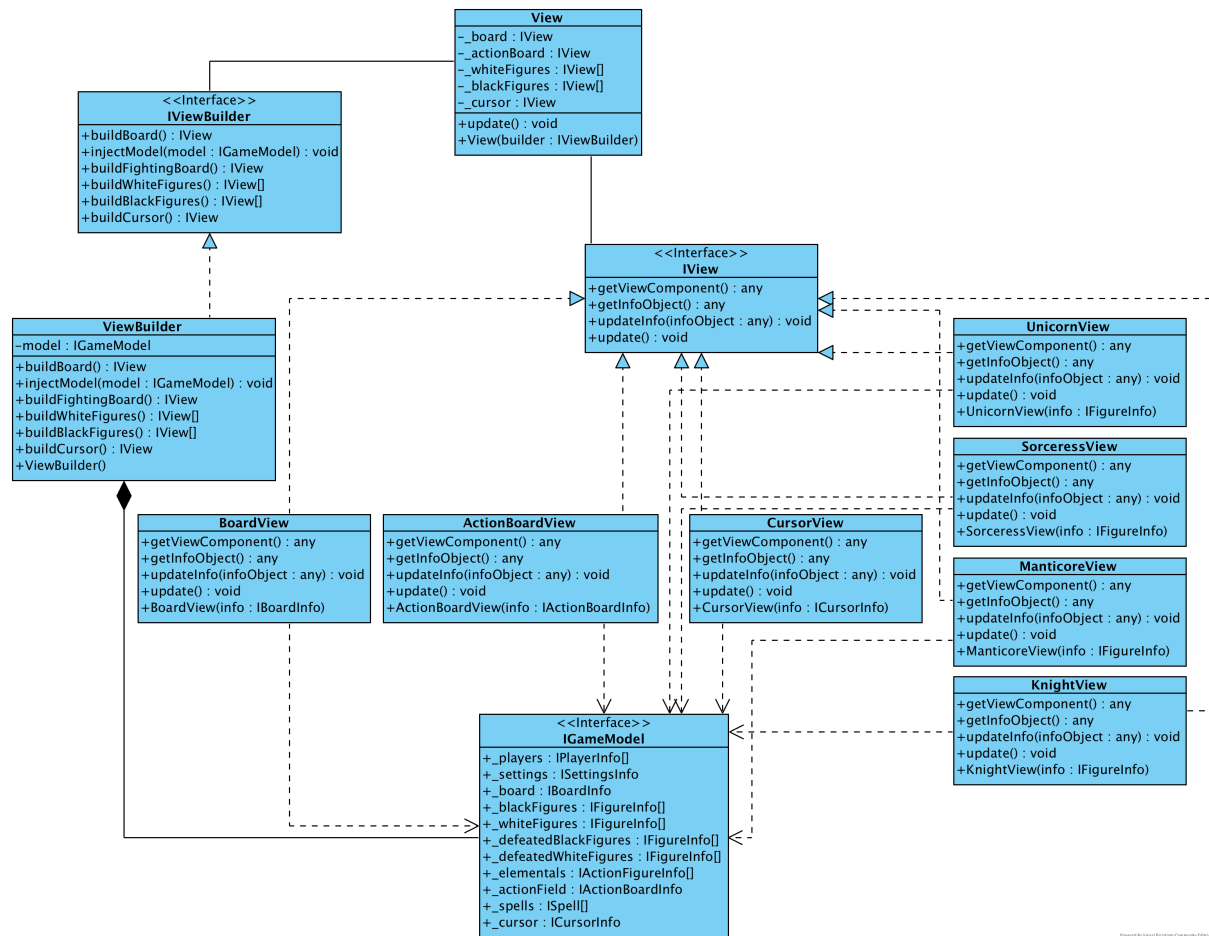 View
-_board : IView
-_actionBoard : IView
-_whiteFigures : IView[]
-_blackFigures : IView[]
-_cursor : IView
+update() : void
+View(builder : IViewBuilder)
<<Interface>>
IViewBuilder
+buildBoard() : IView
+injectModel(model : IGameModel) : void
+buildFightingBoard() : IView
+buildWhiteFigures() : IView[]
+buildBlackFigures() : IView[]
+buildCursor() : IView
<<Interface>>
IView
+getViewComponent() : any
+getInfoObject() : any
+updateInfo(infoObject : any) : void
+update() : void
ViewBuilder
-model : IGameModel
+buildBoard() : IView
+injectModel(model : IGameModel) : void
+buildFightingBoard() : IView
+buildWhiteFigures() : IView[]
+buildBlackFigures() : IView[]
+buildCursor() : IView
+ViewBuilder()
UnicornView
+getViewComponent() : any
+getInfoObject() : any
+updateInfo(infoObject : any) : void
+update() : void
+UnicornView(info : IFigureInfo)
SorceressView
+getViewComponent() : any
+getInfoObject() : any
+updateInfo(infoObject : any) : void
+update() : void
+SorceressView(info : IFigureInfo)
BoardView
+getViewComponent() : any
+getInfoObject() : any
+updateInfo(infoObject : any) : void
+update() : void
+BoardView(info : IBoardInfo)
ActionBoardView
+getViewComponent() : any
+getInfoObject() : any
+updateInfo(infoObject : any) : void
+update() : void
+ActionBoardView(info : IActionBoardInfo)
CursorView
+getViewComponent() : any
+getInfoObject() : any
+updateInfo(infoObject : any) : void
+update() : void
+CursorView(info : ICursorInfo)
ManticoreView
+getViewComponent() : any
+getInfoObject() : any
+updateInfo(infoObject : any) : void
+update() : void
+ManticoreView(info : IFigureInfo)
KnightView
+getViewComponent() : any
+getInfoObject() : any
+updateInfo(infoObject : any) : void
+update() : void
+KnightView(info : IFigureInfo)
<<Interface>>
IGameModel
+_players : IPlayerInfo[]
+_settings : ISettingsInfo
+_board : IBoardInfo
+_blackFigures : IFigureInfo[]
+_whiteFigures : IFigureInfo[]
+_defeatedBlackFigures : IFigureInfo[]
+_defeatedWhiteFigures : IFigureInfo[]
+_elementals : IActionFigureInfo[]
+_actionField : IActionBoardInfo
+_spells : ISpell[]
+_cursor : ICursorInfo